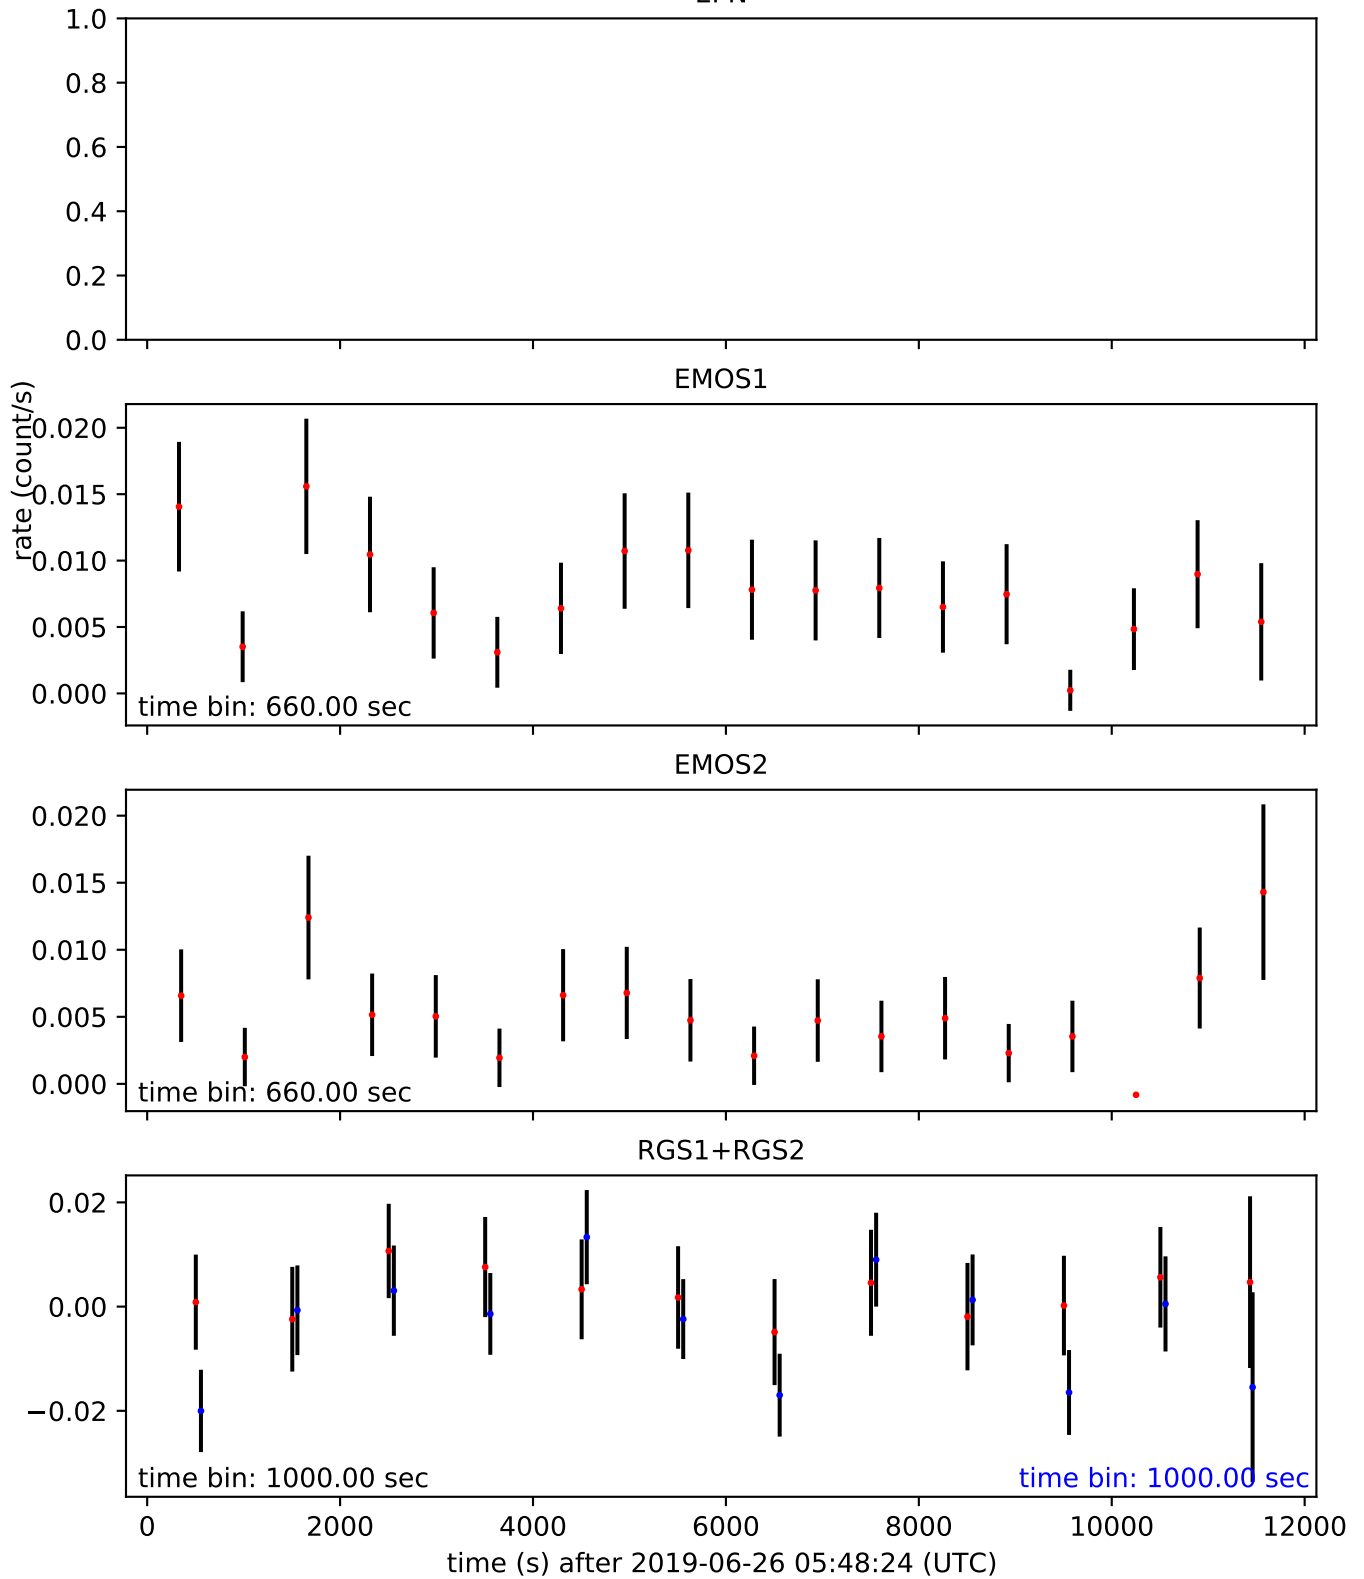 1.0
0.8
0.6
0.4
0.2
0.0
EMOS1
rate (count/s)
0.020
0.015
0.010
0.005
0.000
time bin: 660.00 sec
EMOS2
0.020
0.015
0.010
0.005
0.000
time bin: 660.00 sec
RGS1+RGS2
0.02
0.00
−0.02
time bin: 1000.00 sec
time bin: 1000.00 sec
0 2000 4000 6000 8000 10000 12000
time (s) after 2019-06-26 05:48:24 (UTC)